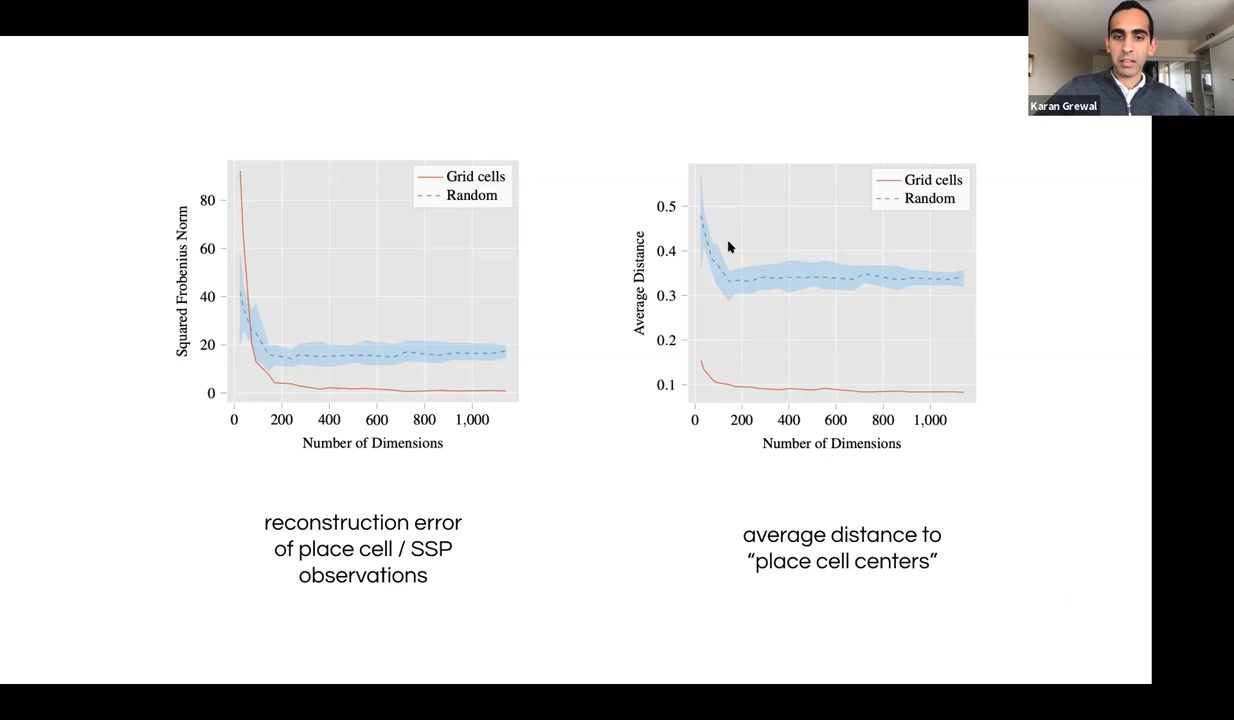 Karan Grewal
Grid cells
Random
80
60
40
20
0
Squared Frobenius Norm
0 200 400 600 800 1,000
Number of Dimensions
reconstruction error
of place cell / SSP
observations
Grid cells
Random
0.5
0.4
0.3
0.2
0.1
Average Distance
0 200 400 600 800 1,000
Number of Dimensions
average distance to
“place cell centers”